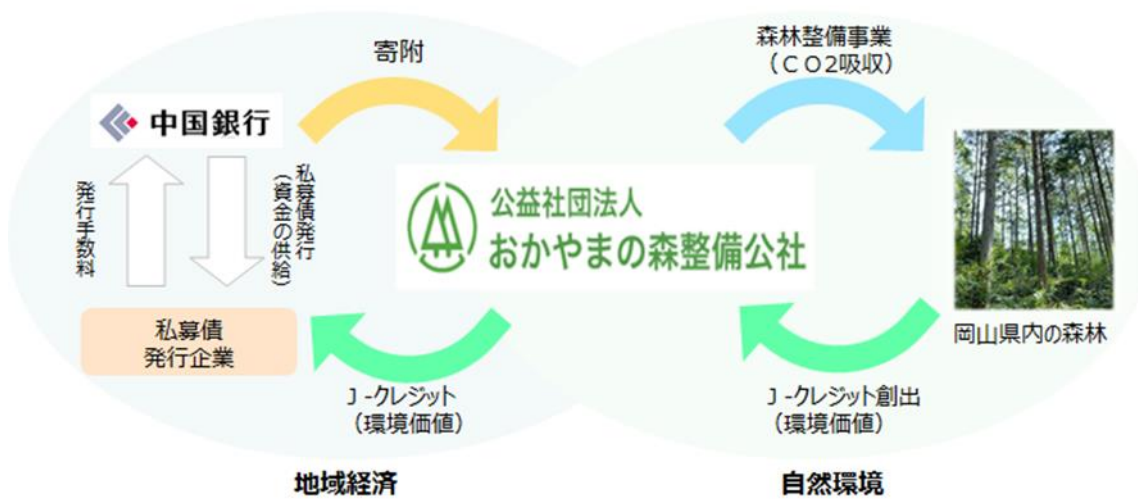 寄附
森林整備事業
（ＣＯ2吸収）
中国銀行
発行手数料
私募債発行
(資金の供給)
公益社団法人
おかやまの森整備公社
私募債
発行企業
岡山県内の森林
Ｊ-クレジット
（環境価値）
Ｊ-クレジット創出
（環境価値）
地域経済
自然環境